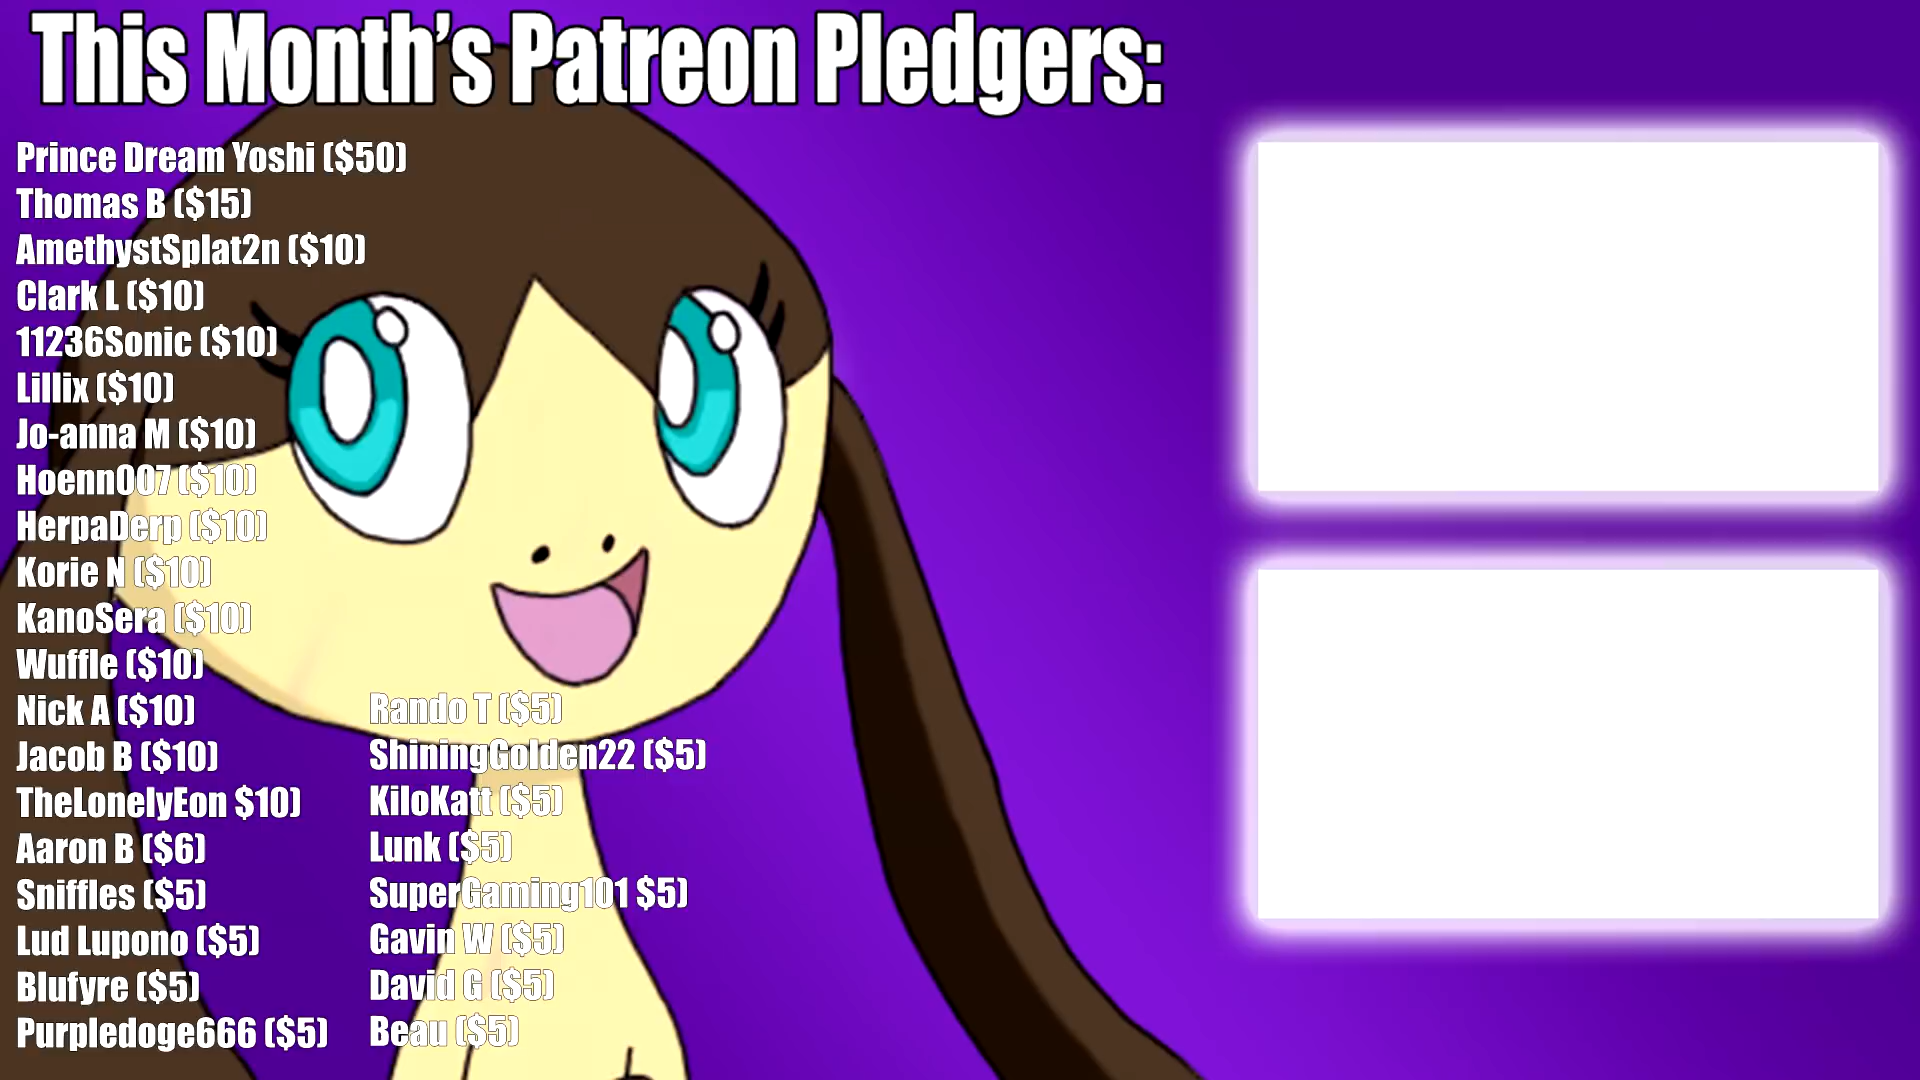 This Month's Patreon Pledgers:
Prince Dream Yoshi ($50)
Thomas B ($15)
AmethystSplat2n ($10)
Clark L ($10)
11236Sonic ($10)
Lillix ($10)
Jo-anna M ($10)
Hoenn007 ($10)
HerpaDerp ($10)
Korie N ($10)
KanoSera ($10)
Wuffle ($10)
Nick A ($10)
Jacob B ($10)
TheLonelyEon $10)
Aaron B ($6)
Sniffles ($5)
Lud Lupono ($5)
Blufyre ($5)
Purpledoge666 ($5)
Rando T ($5)
ShiningGolden22 ($5)
KiloKatt ($5)
Lunk ($5)
SuperGaming101 $5)
Gavin W ($5)
David G ($5)
Beau ($5)